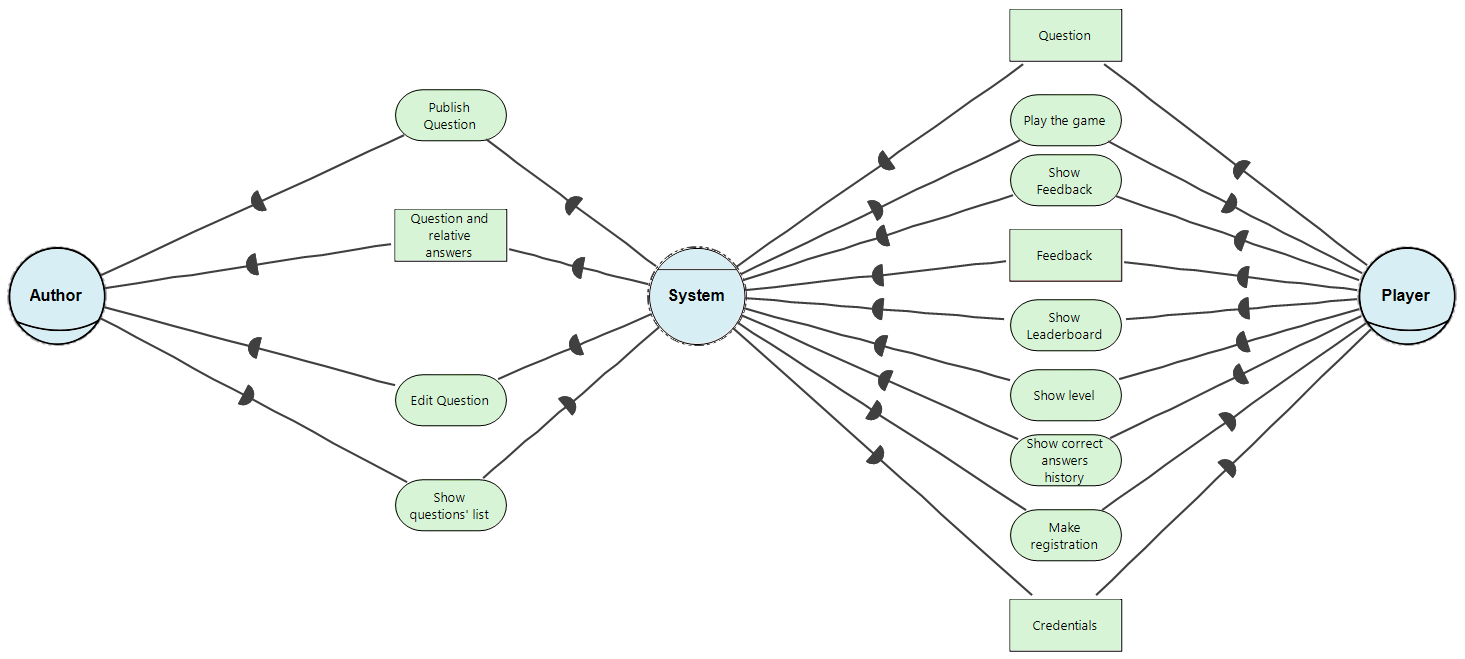 Question
Publish
Question
Play the game
Show
Feedback
Question and
relative
answers
Feedback
Author
System
Player
Show
Leaderboard
Edit Question
Show level
Show correct
answers
history
Show
questions' list
Make
registration
Credentials